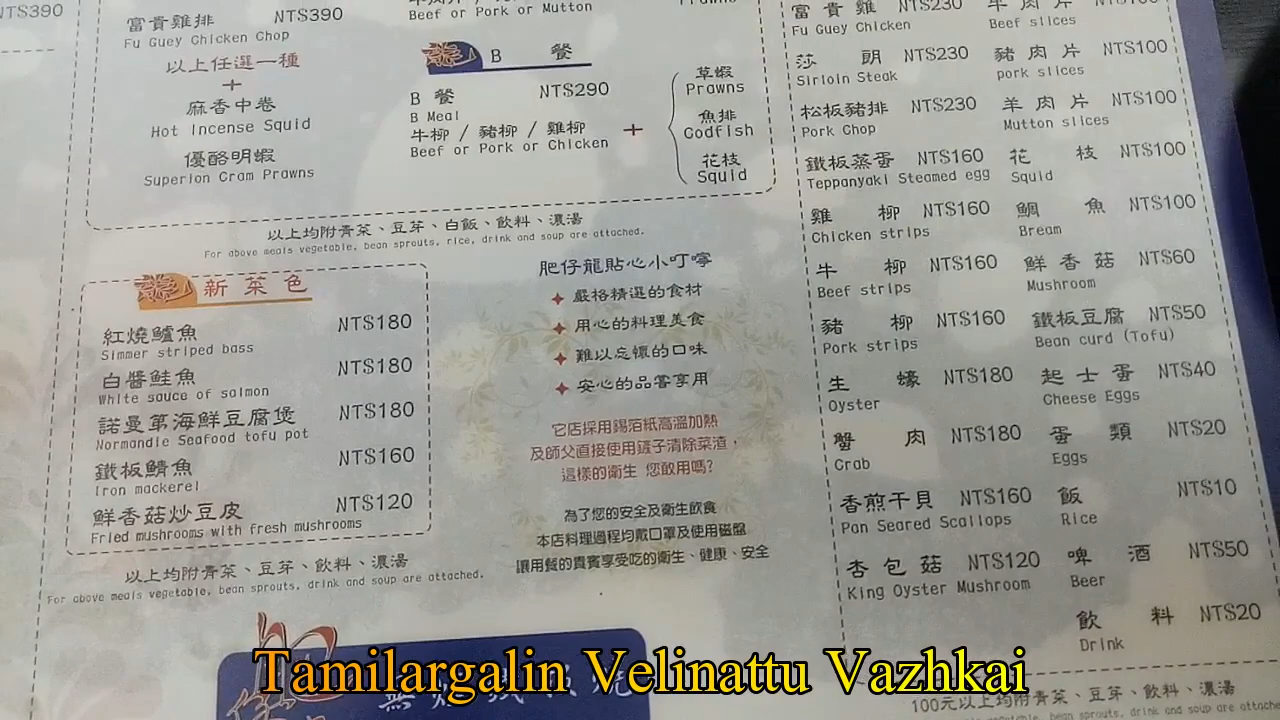 NT$390
富貴雞排 NT$390
Fu Guey Chicken Chop
以上任選一種
+
麻香中卷
Hot Incense Squid
優酪明蝦
Superion Cram Prawns
Beef or Pork or Mutton
B 餐
B 餐 NT$290
B Meal
牛柳 / 豬柳 / 雞柳
Beef or Pork or Chicken
+
草蝦
Prawns
魚排
Codfish
花枝
Squid
以上均附青菜、豆芽、白飯、飲料、濃湯
For above meals vegetable, bean sprouts, rice, drink and soup are attached.
新菜色
紅燒鱸魚 NT$180
Simmer striped bass
白醬鮭魚 NT$180
White sauce of salmon
諾曼第海鮮豆腐煲 NT$180
Normandie Seafood tofu pot
鐵板鯖魚 NT$160
Iron mackerel
鮮香菇炒豆皮 NT$120
Fried mushrooms with fresh mushrooms
以上均附青菜、豆芽、飲料、濃湯
For above meals vegetable, bean sprouts, drink and soup are attached.
肥仔龍貼心小叮嚀
嚴格精選的食材
用心的料理美食
難以忘懷的口味
安心的品嘗享用
它店採用錫箔紙高溫加熱
及師父直接使用鏟子清除菜渣，
這樣的衛生 您敢用嗎?
為了您的安全及衛生飲食
本店料理過程均戴口罩及使用磁盤
讓用餐的貴賓享受吃的衛生、健康、安全
富貴雞 NT$230
Fu Guey Chicken
莎朗 NT$230
Sirloin Steak
松板豬排 NT$230
Pork Chop
鐵板蒸蛋 NT$160
Teppanyaki Steamed egg
雞柳 NT$160
Chicken strips
牛柳 NT$160
Beef strips
豬柳 NT$160
Pork strips
生蠔 NT$180
Oyster
蟹肉 NT$180
Crab
香煎干貝 NT$160
Pan Seared Scallops
杏包菇 NT$120
King Oyster Mushroom
牛肉片 NT$100
Beef slices
豬肉片 NT$100
pork slices
羊肉片 NT$100
Mutton slices
花枝 NT$100
Squid
鯛魚 NT$100
Bream
鮮香菇 NT$60
Mushroom
鐵板豆腐 NT$50
Bean curd (Tofu)
起士蛋 NT$40
Cheese Eggs
蛋類 NT$20
Eggs
飯 NT$10
Rice
啤酒 NT$50
Beer
飲料 NT$20
Drink
100元以上均附青菜、豆芽、飲料、濃湯
vegetable, bean sprouts, drink and soup are
Tamilargalin Velinattu Vazhkai